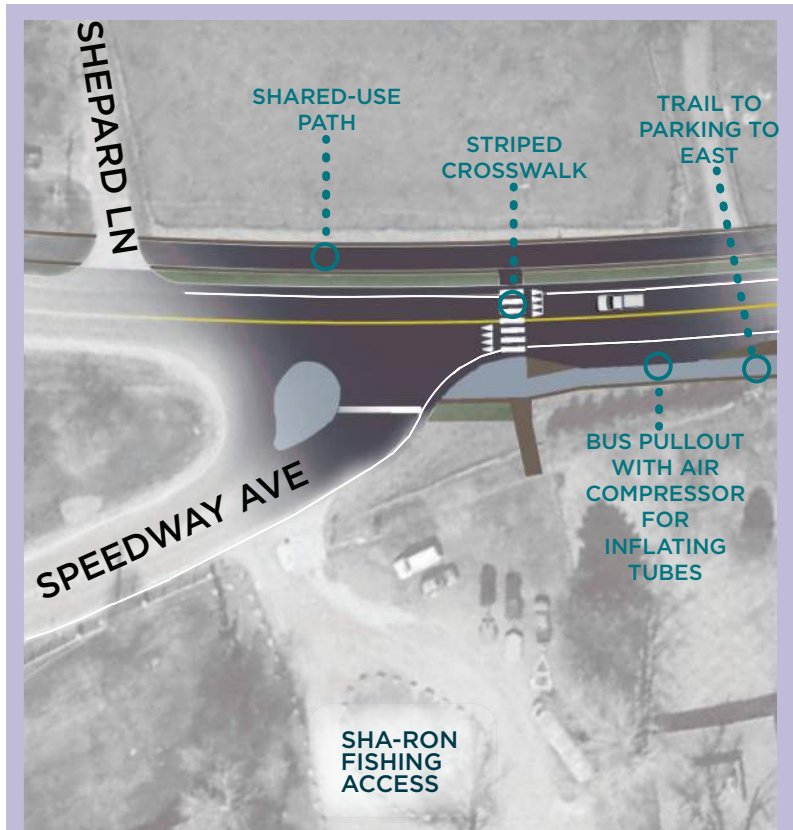 SHEPARD LN
SHARED-USE
PATH
STRIPED
CROSSWALK
TRAIL TO
PARKING TO
EAST
BUS PULLOUT
WITH AIR
COMPRESSOR
FOR
INFLATING
TUBES
SPEEDWAY AVE
SHA-RON
FISHING
ACCESS